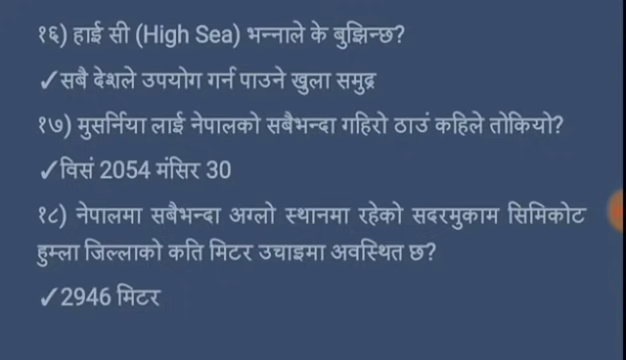 १६) हाई सी (High Sea) भन्नाले के बुझिन्छ?
✓सबै देशले उपयोग गर्न पाउने खुला समुद्र
१७) मुसर्निया लाई नेपालको सबैभन्दा गहिरो ठाउं कहिले तोकियो?
✓विसं 2054 मंसिर 30
१८) नेपालमा सबैभन्दा अग्लो स्थानमा रहेको सदरमुकाम सिमिकोट
हुम्ला जिल्लाको कति मिटर उचाइमा अवस्थित छ?
✓2946 मिटर